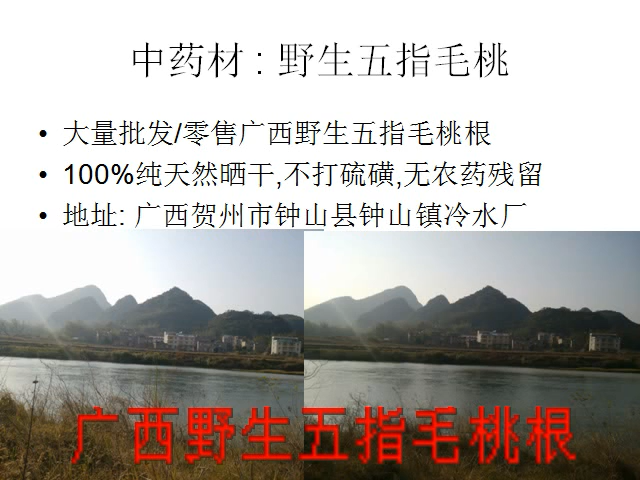 中药材 : 野生五指毛桃
• 大量批发/零售广西野生五指毛桃根
• 100%纯天然晒干,不打硫磺,无农药残留
• 地址: 广西贺州市钟山县钟山镇冷水厂
广西野生五指毛桃根